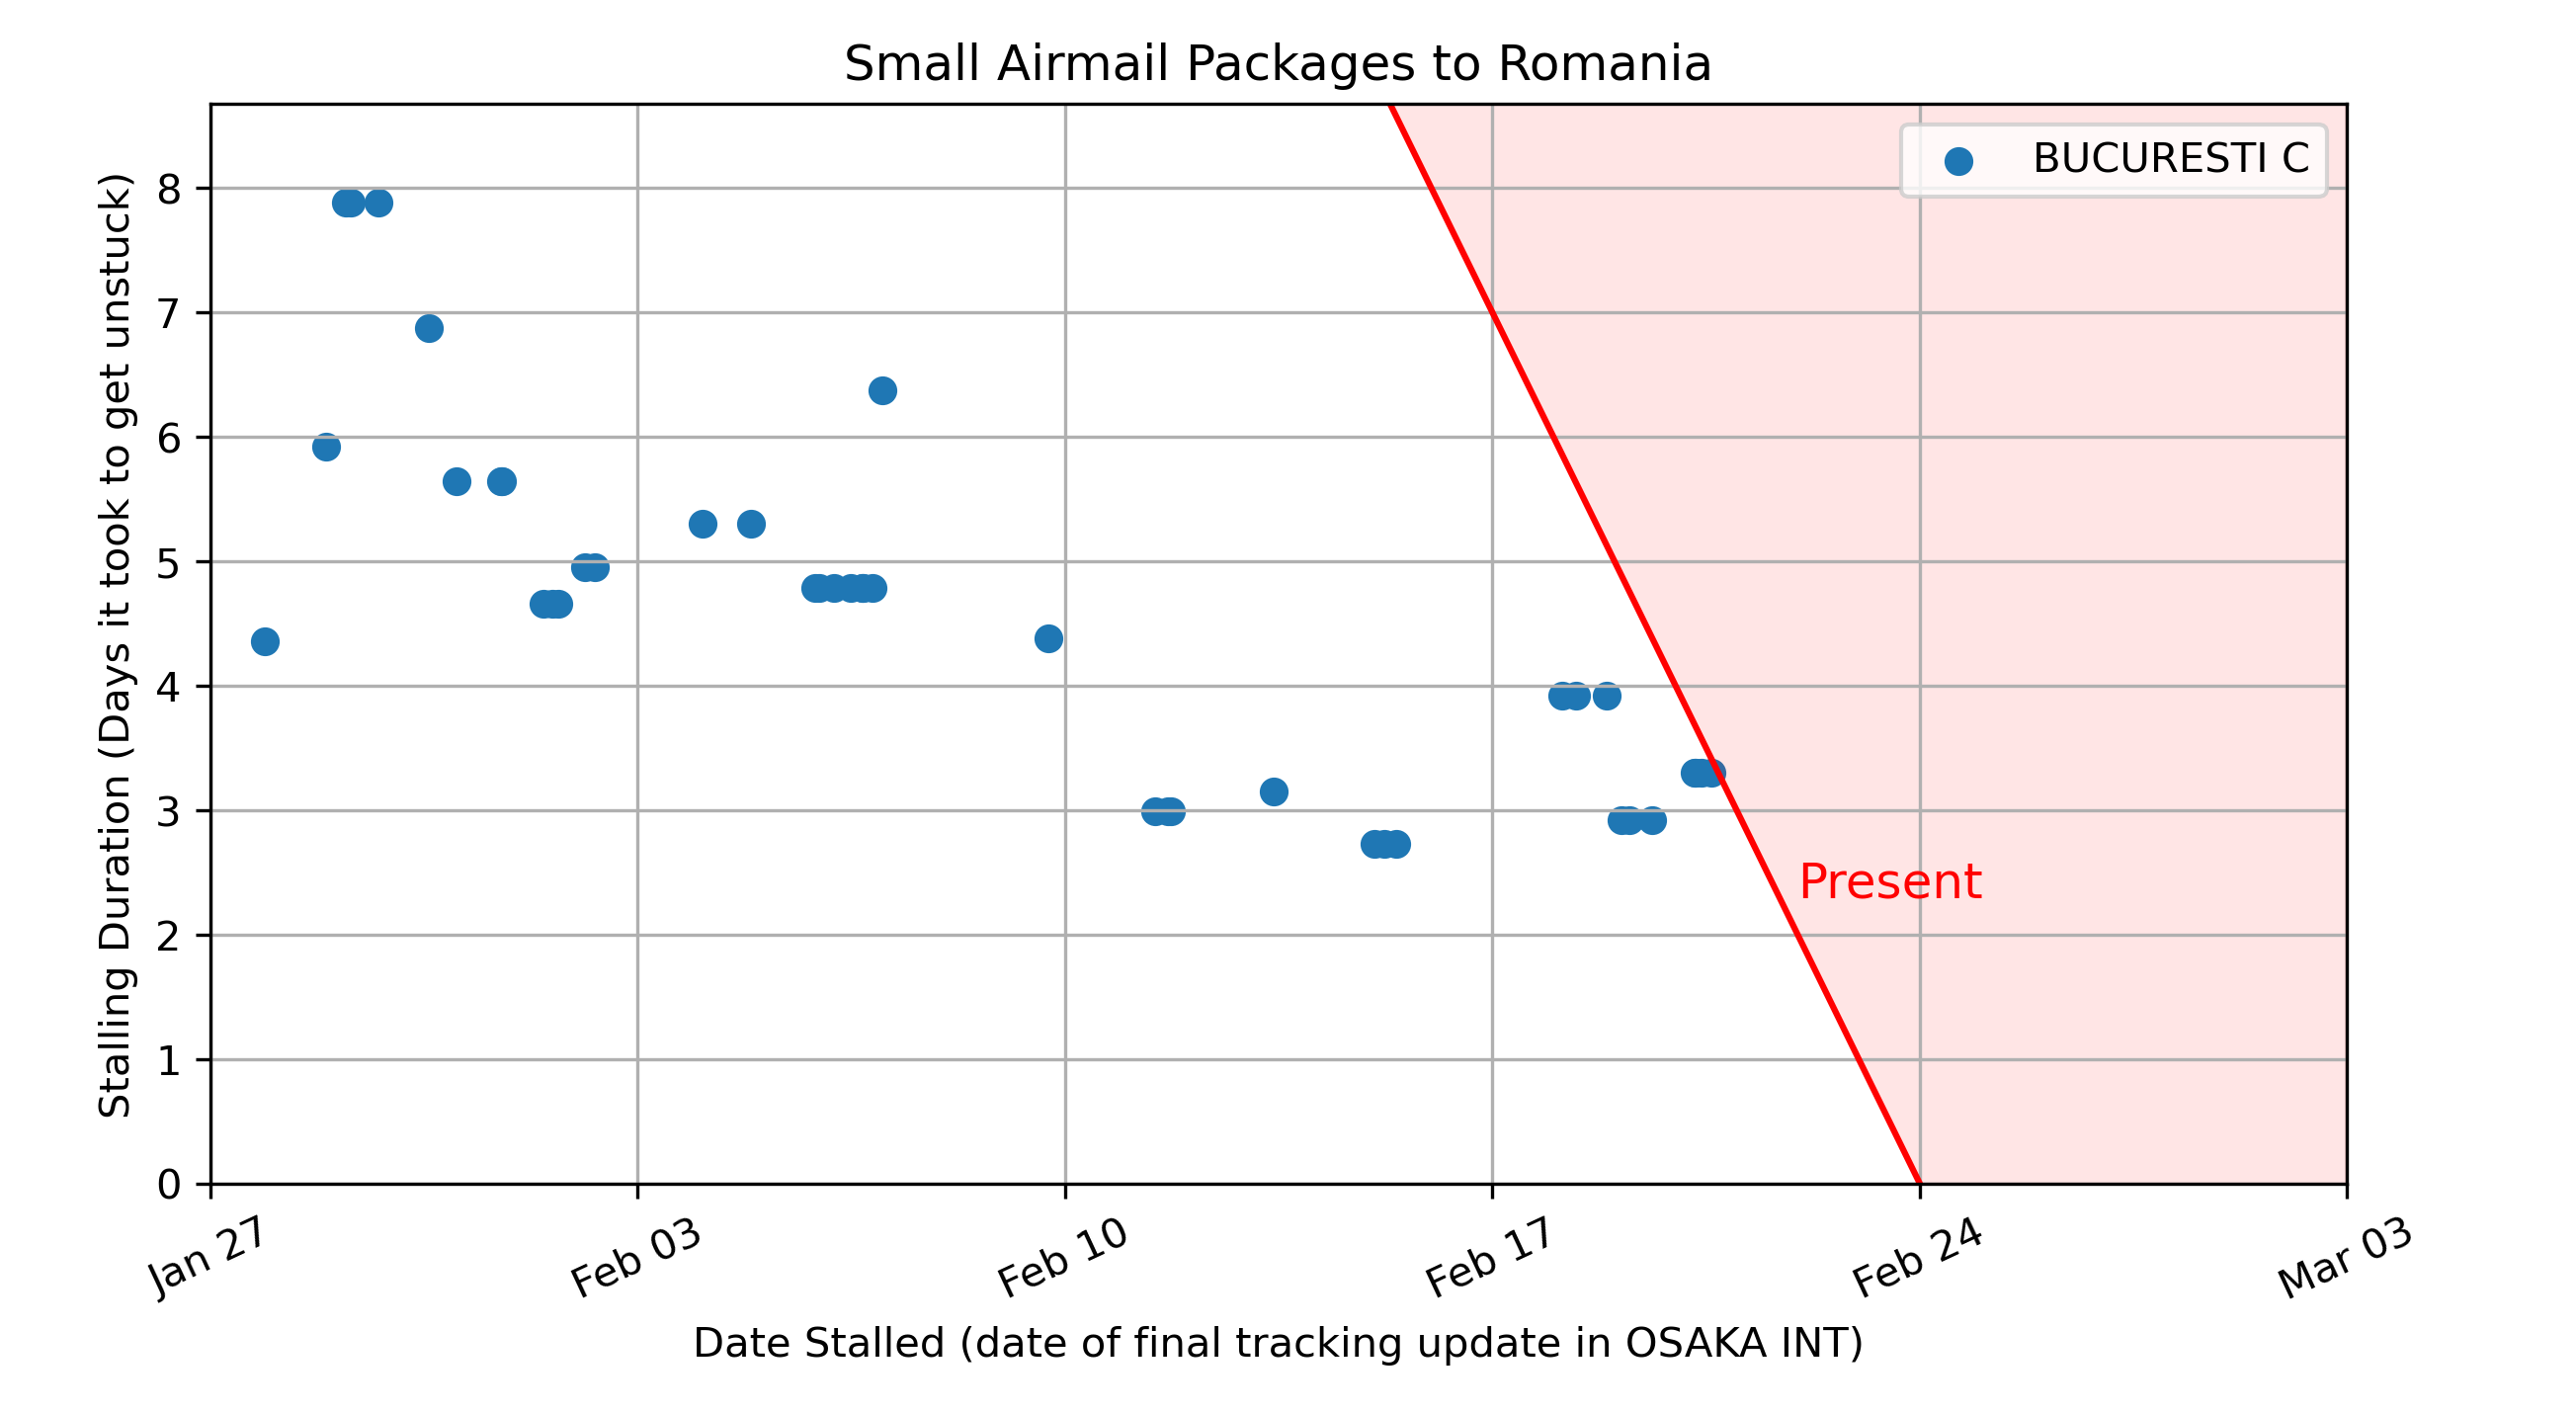 Small Airmail Packages to Romania
BUCURESTI C
Stalling Duration (Days it took to get unstuck)
8
7
6
5
4
3
2
1
0
Present
Jan 27
Feb 03
Feb 10
Feb 17
Feb 24
Mar 03
Date Stalled (date of final tracking update in OSAKA INT)